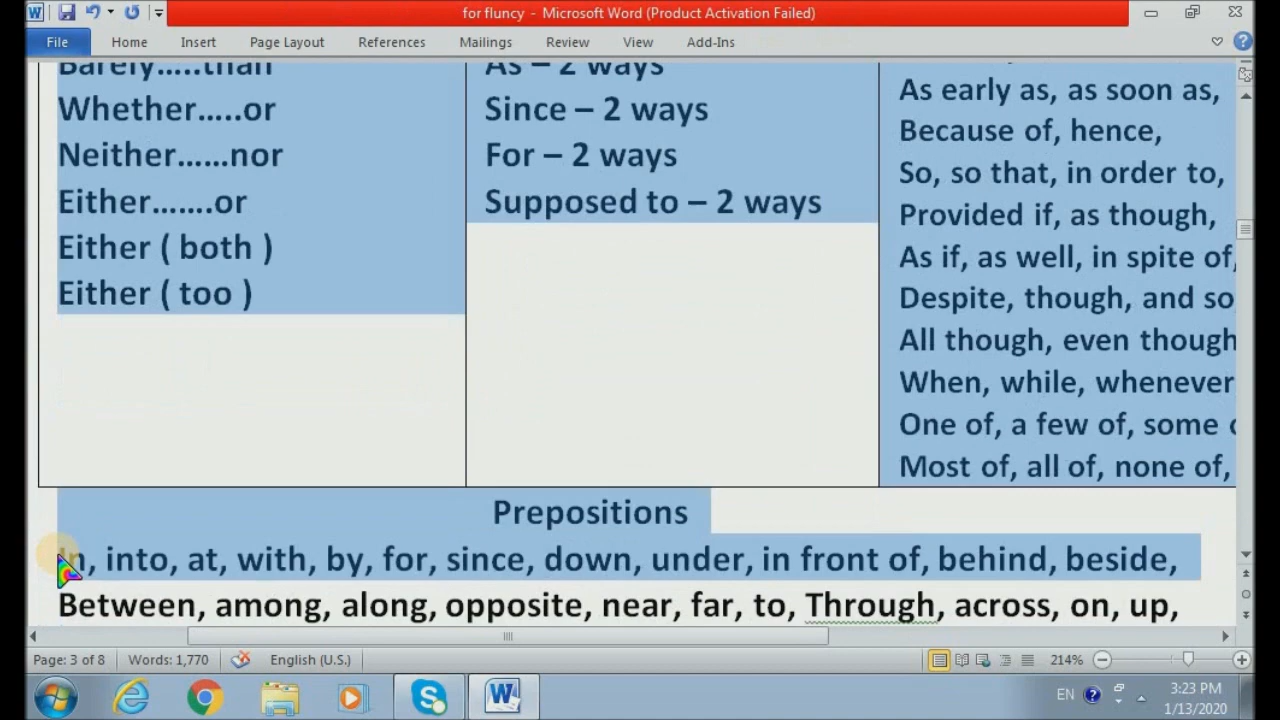 for fluncy - Microsoft Word (Product Activation Failed)
File Home Insert Page Layout References Mailings Review View Add-Ins
Barely.....than
Whether.....or
Neither......nor
Either.......or
Either ( both )
Either ( too )
As – 2 ways
Since – 2 ways
For – 2 ways
Supposed to – 2 ways
As early as, as soon as,
Because of, hence,
So, so that, in order to,
Provided if, as though,
As if, as well, in spite of,
Despite, though, and so
All though, even though
When, while, whenever
One of, a few of, some
Most of, all of, none of,
Prepositions
In, into, at, with, by, for, since, down, under, in front of, behind, beside,
Between, among, along, opposite, near, far, to, Through, across, on, up,
Page: 3 of 8 Words: 1,770 English (U.S.) 214%
EN 3:23 PM
1/13/2020